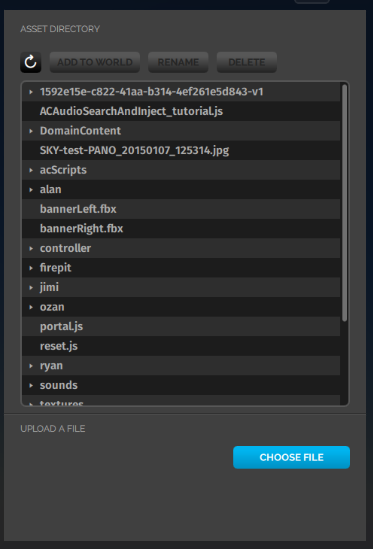 ASSET DIRECTORY
ADD TO WORLD RENAME DELETE
1592e15e-c822-41aa-b314-4ef261e5d843-v1
ACAudioSearchAndInject_tutorial.js
DomainContent
SKY-test-PANO_20150107_125314.jpg
acScripts
alan
bannerLeft.fbx
bannerRight.fbx
controller
firepit
jimi
ozan
portal.js
reset.js
ryan
sounds
textures
UPLOAD A FILE
CHOOSE FILE